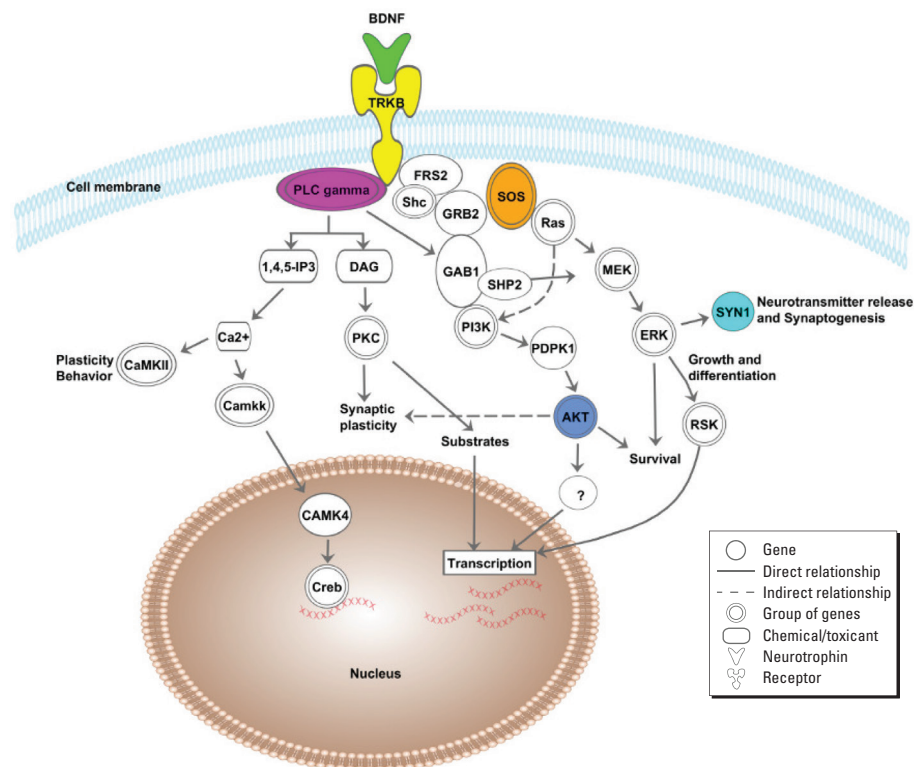 BDNF
TRKB
Cell membrane
PLC gamma
FRS2
Shc
GRB2
SOS
Ras
1,4,5-IP3
DAG
GAB1
SHP2
MEK
Ca2+
PKC
PI3K
PDPK1
ERK
SYN1
Neurotransmitter release
and Synaptogenesis
Plasticity
Behavior
CaMKII
Camkk
Growth and
differentiation
Synaptic
plasticity
AKT
RSK
Substrates
Survival
?
CAMK4
Transcription
Creb
Nucleus
Gene
Direct relationship
Indirect relationship
Group of genes
Chemical/toxicant
Neurotrophin
Receptor